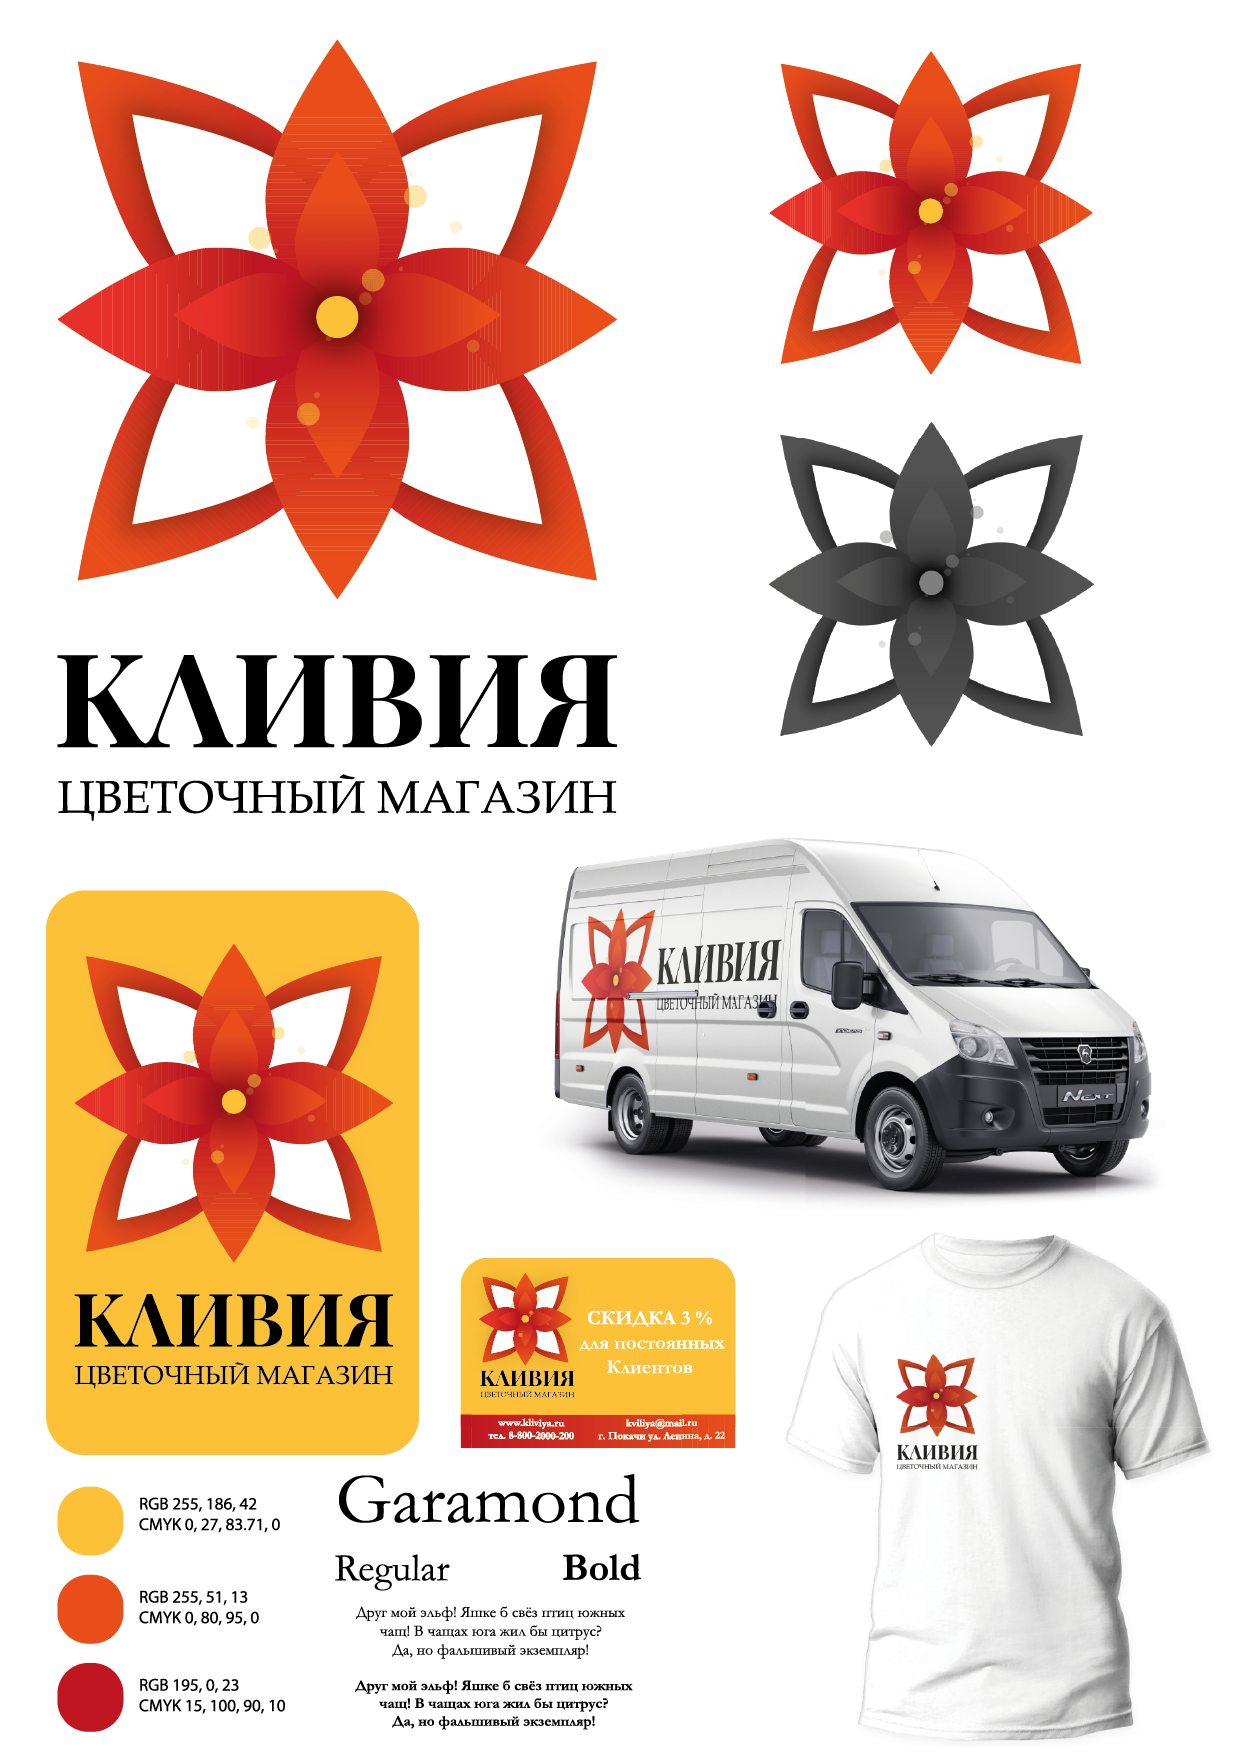 КЛИВИЯ
ЦВЕТОЧНЫЙ МАГАЗИН
КЛИВИЯ
ЦВЕТОЧНЫЙ МАГАЗИН
NEXT
КЛИВИЯ
ЦВЕТОЧНЫЙ МАГАЗИН
КЛИВИЯ
ЦВЕТОЧНЫЙ МАГАЗИН
СКИДКА 3 %
для постоянных
Клиентов
www.kliviya.ru
тел. 8-800-2000-200
kviliya@mail.ru
г. Покачи ул. Ленина, д. 22
КЛИВИЯ
ЦВЕТОЧНЫЙ МАГАЗИН
RGB 255, 186, 42
CMYK 0, 27, 83.71, 0
RGB 255, 51, 13
CMYK 0, 80, 95, 0
RGB 195, 0, 23
CMYK 15, 100, 90, 10
Garamond
Regular
Bold
Друг мой эльф! Яшке б свёз птиц южных
чащ! В чащах юга жил бы цитрус?
Да, но фальшивый экземпляр!
Друг мой эльф! Яшке б свёз птиц южных
чащ! В чащах юга жил бы цитрус?
Да, но фальшивый экземпляр!